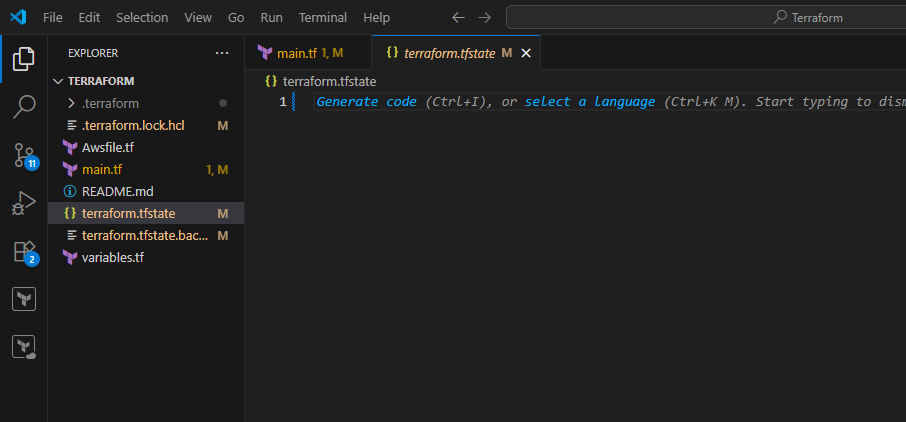 File Edit Selection View Go Run Terminal Help
Terraform
EXPLORER
TERRAFORM
.terraform
.terraform.lock.hcl M
Awsfile.tf
main.tf 1, M
README.md
terraform.tfstate M
terraform.tfstate.bac... M
variables.tf
11
2
main.tf 1, M
terraform.tfstate M
terraform.tfstate
1 Generate code (Ctrl+I), or select a language (Ctrl+K M). Start typing to dism